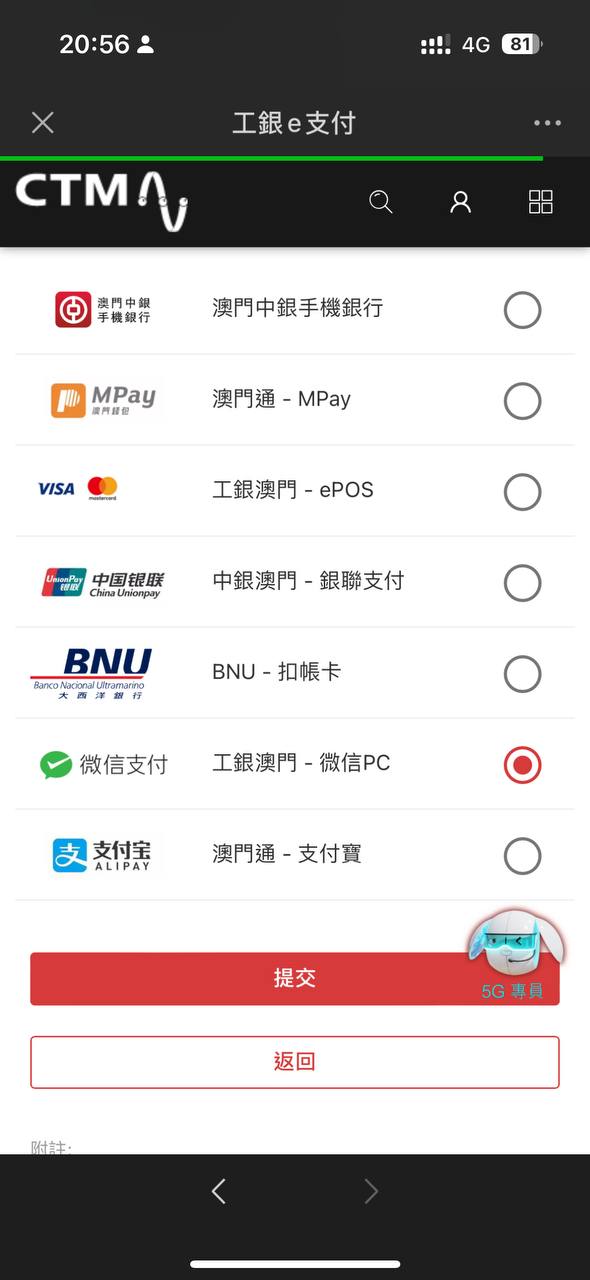 20:56
4G 81
工銀e支付
CTM
澳門中銀
手機銀行
澳門中銀手機銀行
MPay
澳門錢包
澳門通 - MPay
VISA
mastercard
工銀澳門 - ePOS
UnionPay
银联
中国银联
China Unionpay
中銀澳門 - 銀聯支付
BNU
Banco Nacional Ultramarino
大西洋銀行
BNU - 扣帳卡
微信支付
工銀澳門 - 微信PC
支
支付宝
ALIPAY
澳門通 - 支付寶
提交
5G 專員
返回
附註: